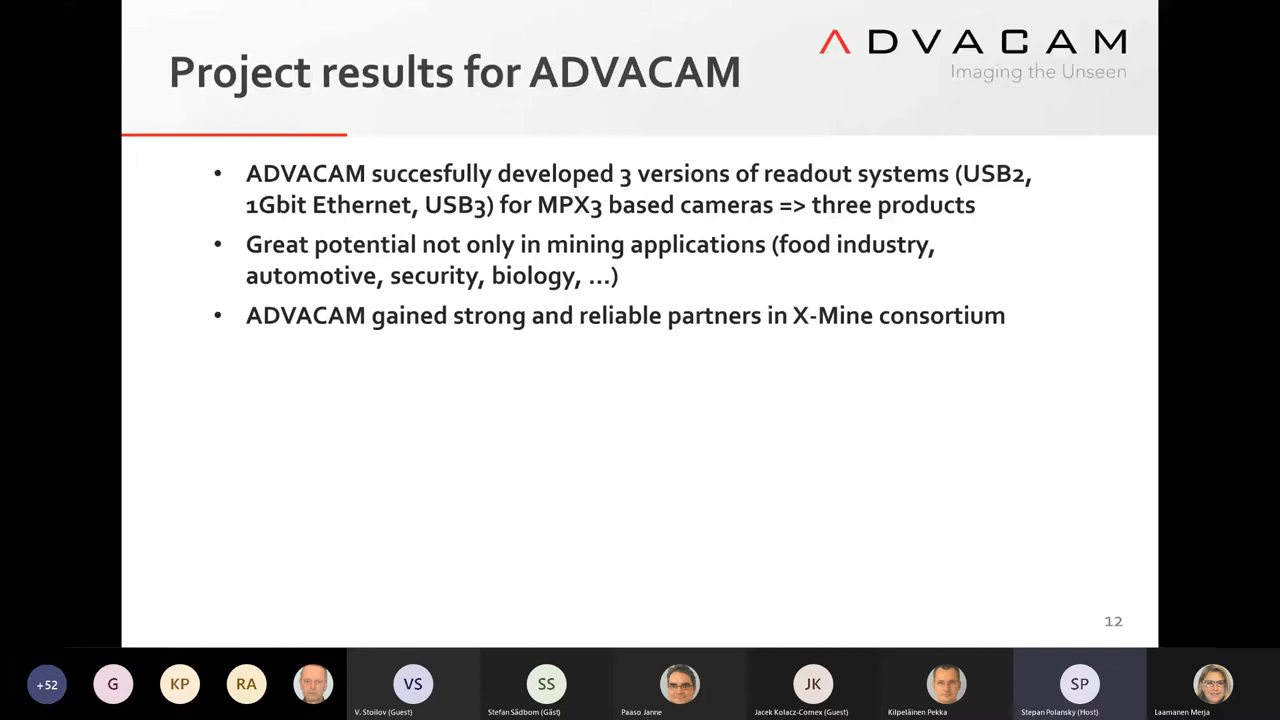 Project results for ADVACAM
ADVACAM
Imaging the Unseen
• ADVACAM succesfully developed 3 versions of readout systems (USB2,
1Gbit Ethernet, USB3) for MPX3 based cameras => three products
• Great potential not only in mining applications (food industry,
automotive, security, biology, ...)
• ADVACAM gained strong and reliable partners in X-Mine consortium
12
+52
G
KP
RA
VS
SS
JK
SP
V. Stoilov (Guest)
Stefan Sädbom (Gäst)
Paaso Janne
Jacek Kolacz-Comex (Guest)
Kilpeläinen Pekka
Stepan Polansky (Host)
Laamanen Merja